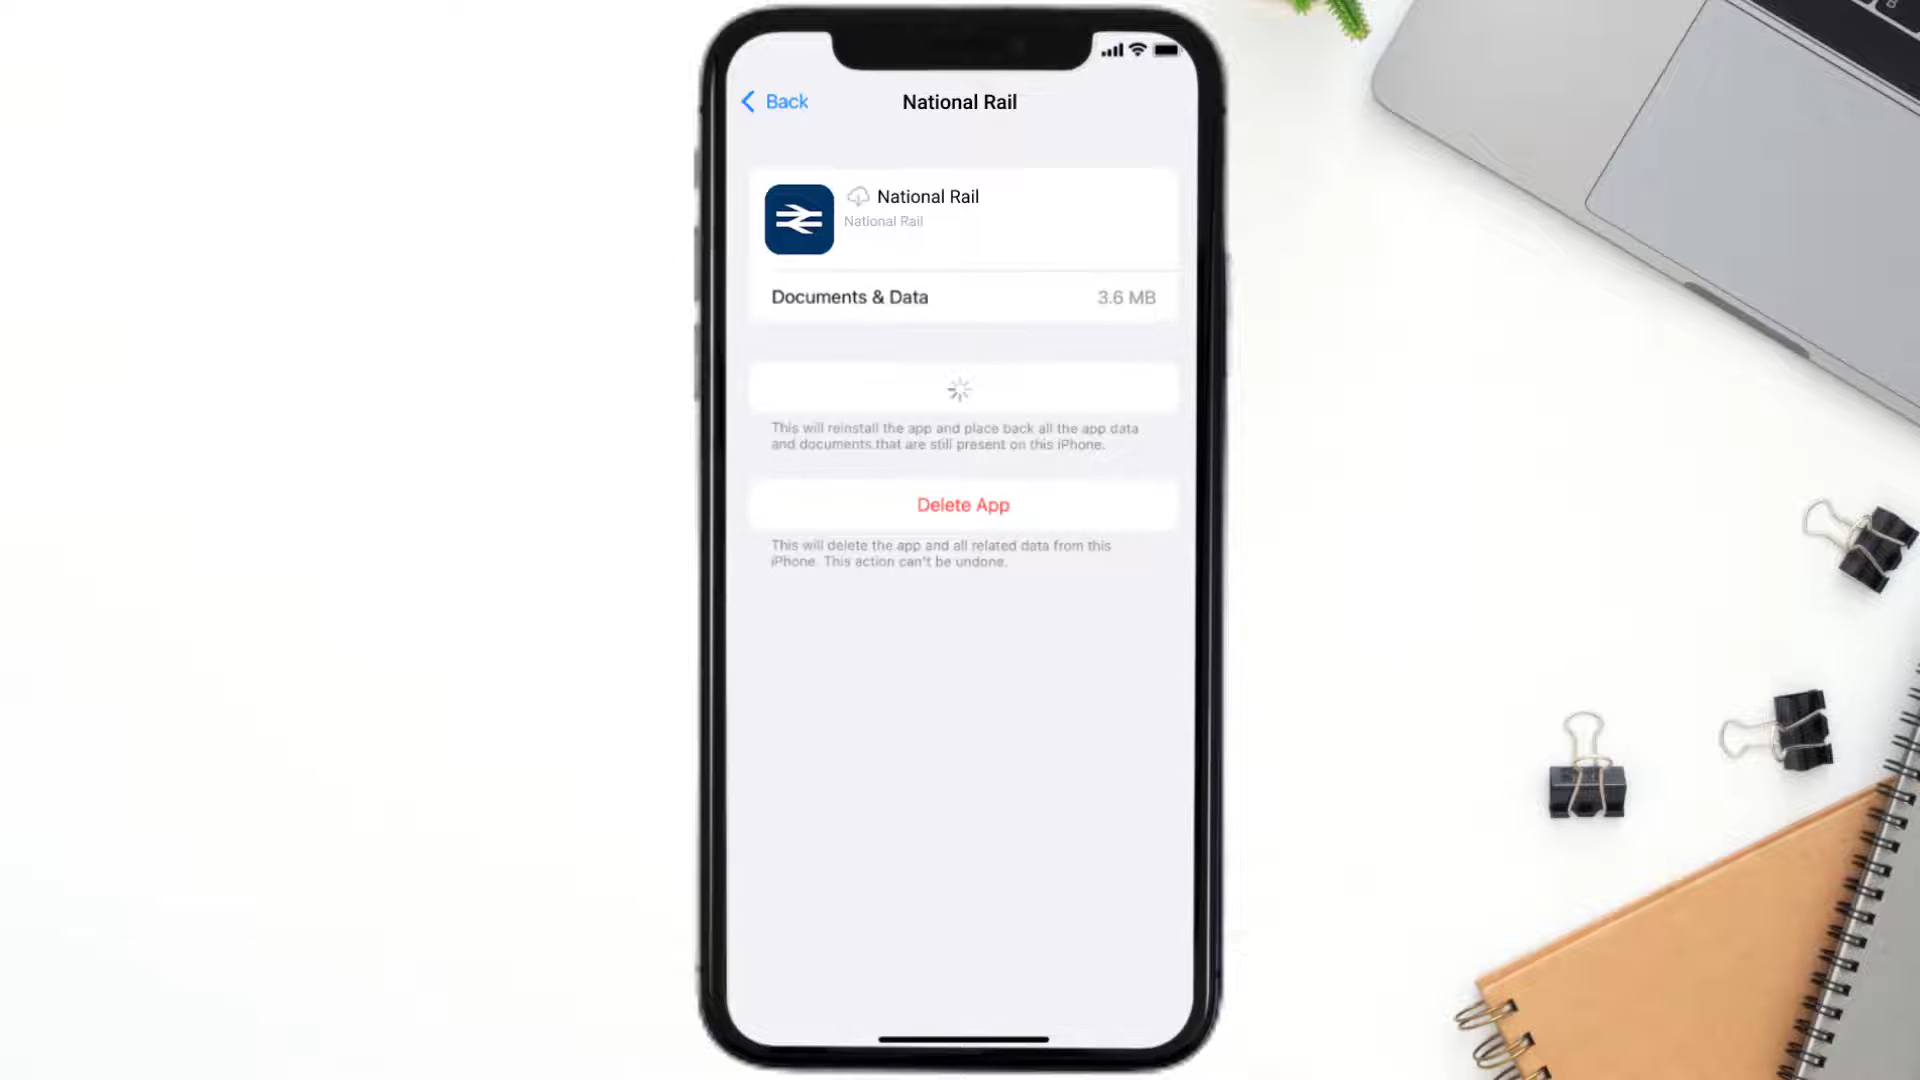 Back
National Rail
National Rail
National Rail
Documents & Data
3.6 MB
This will reinstall the app and place back all the app data
and documents that are still present on this iPhone.
Delete App
This will delete the app and all related data from this
iPhone. This action can't be undone.